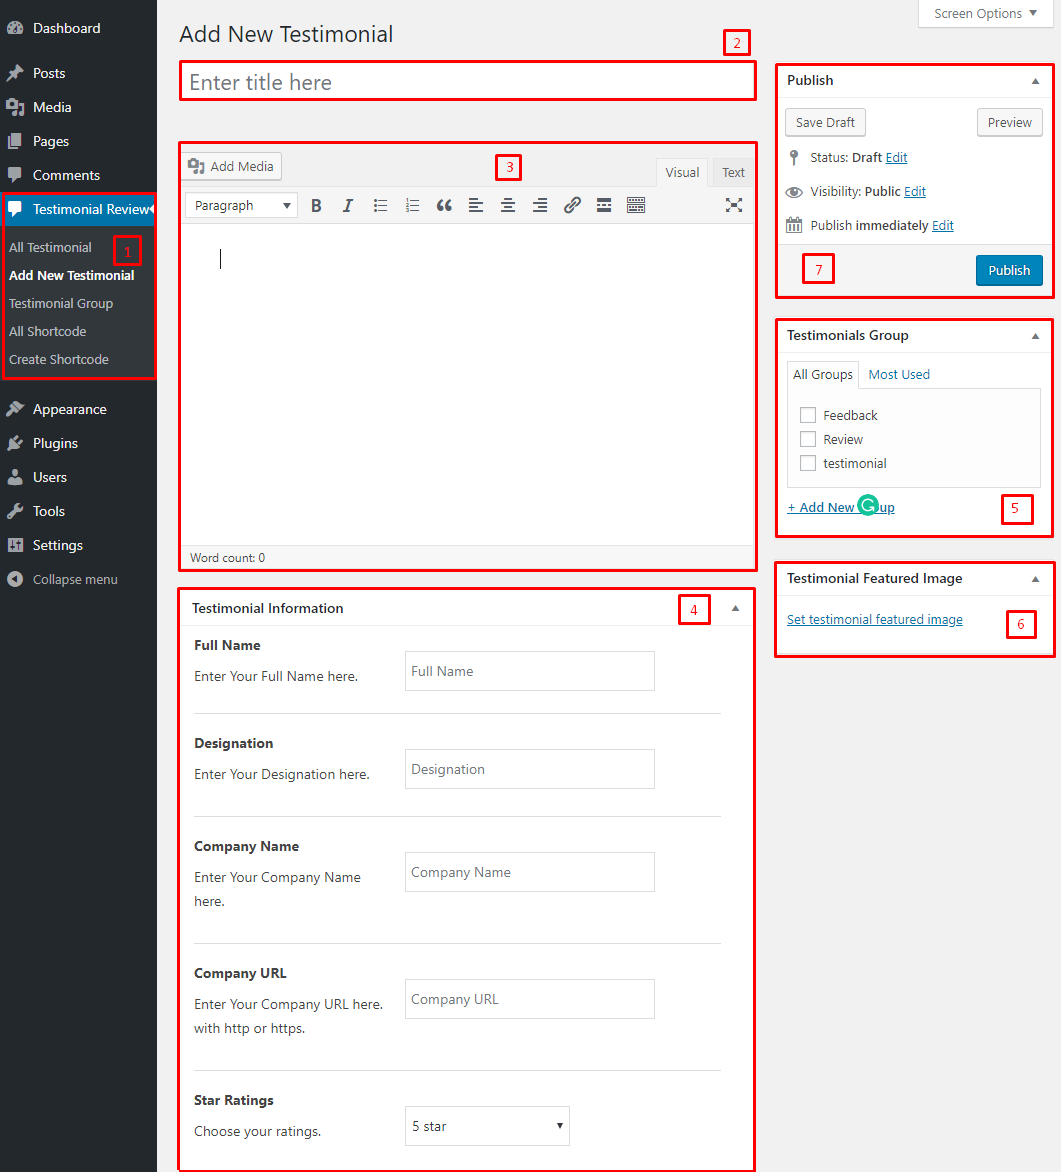 Dashboard
Posts
Media
Pages
Comments
Testimonial Review
All Testimonial
1
Add New Testimonial
Testimonial Group
All Shortcode
Create Shortcode
Appearance
Plugins
Users
Tools
Settings
Collapse menu
Screen Options
Add New Testimonial
2
Enter title here
Add Media
3
Visual
Text
Paragraph
B
I
Word count: 0
Testimonial Information
4
Full Name
Enter Your Full Name here.
Full Name
Designation
Enter Your Designation here.
Designation
Company Name
Enter Your Company Name
here.
Company Name
Company URL
Enter Your Company URL here.
with http or https.
Company URL
Star Ratings
Choose your ratings.
5 star
Publish
Save Draft
Preview
Status: Draft Edit
Visibility: Public Edit
Publish immediately Edit
7
Publish
Testimonials Group
All Groups
Most Used
Feedback
Review
testimonial
+ Add New
5
Testimonial Featured Image
Set testimonial featured image
6